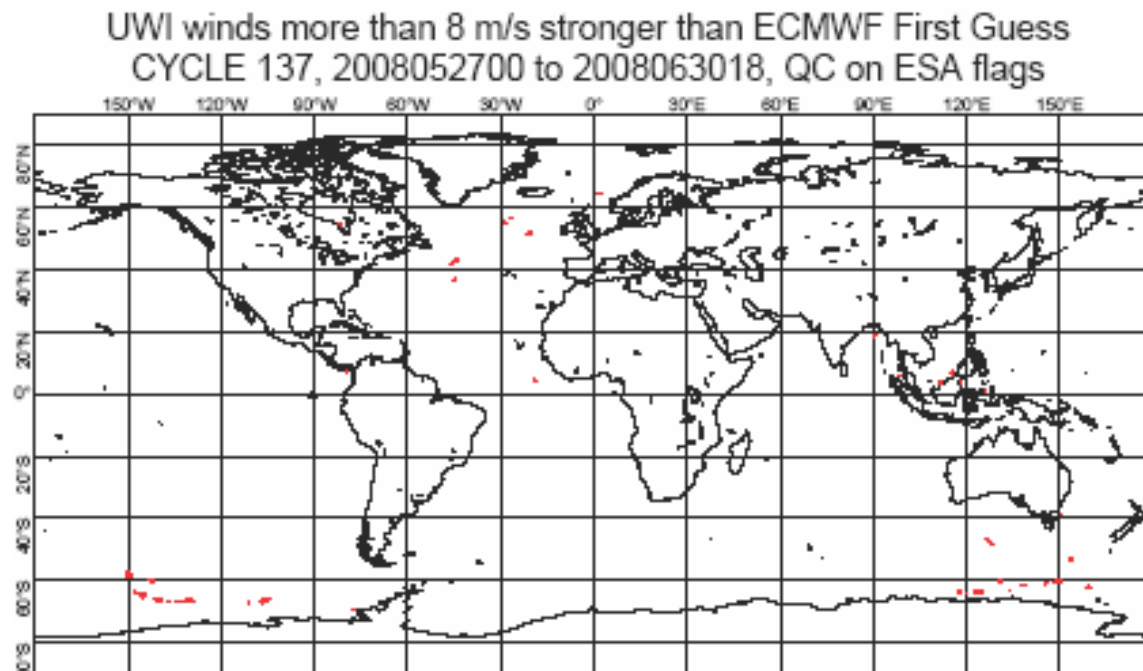 UWI winds more than 8 m/s stronger than ECMWF First Guess
CYCLE 137, 2008052700 to 2008063018, QC on ESA flags
150°W 120°W 90°W 60°W 30°W 0° 30°E 60°E 90°E 120°E 150°E
80°N
60°N
40°N
20°N
0°
20°S
40°S
60°S